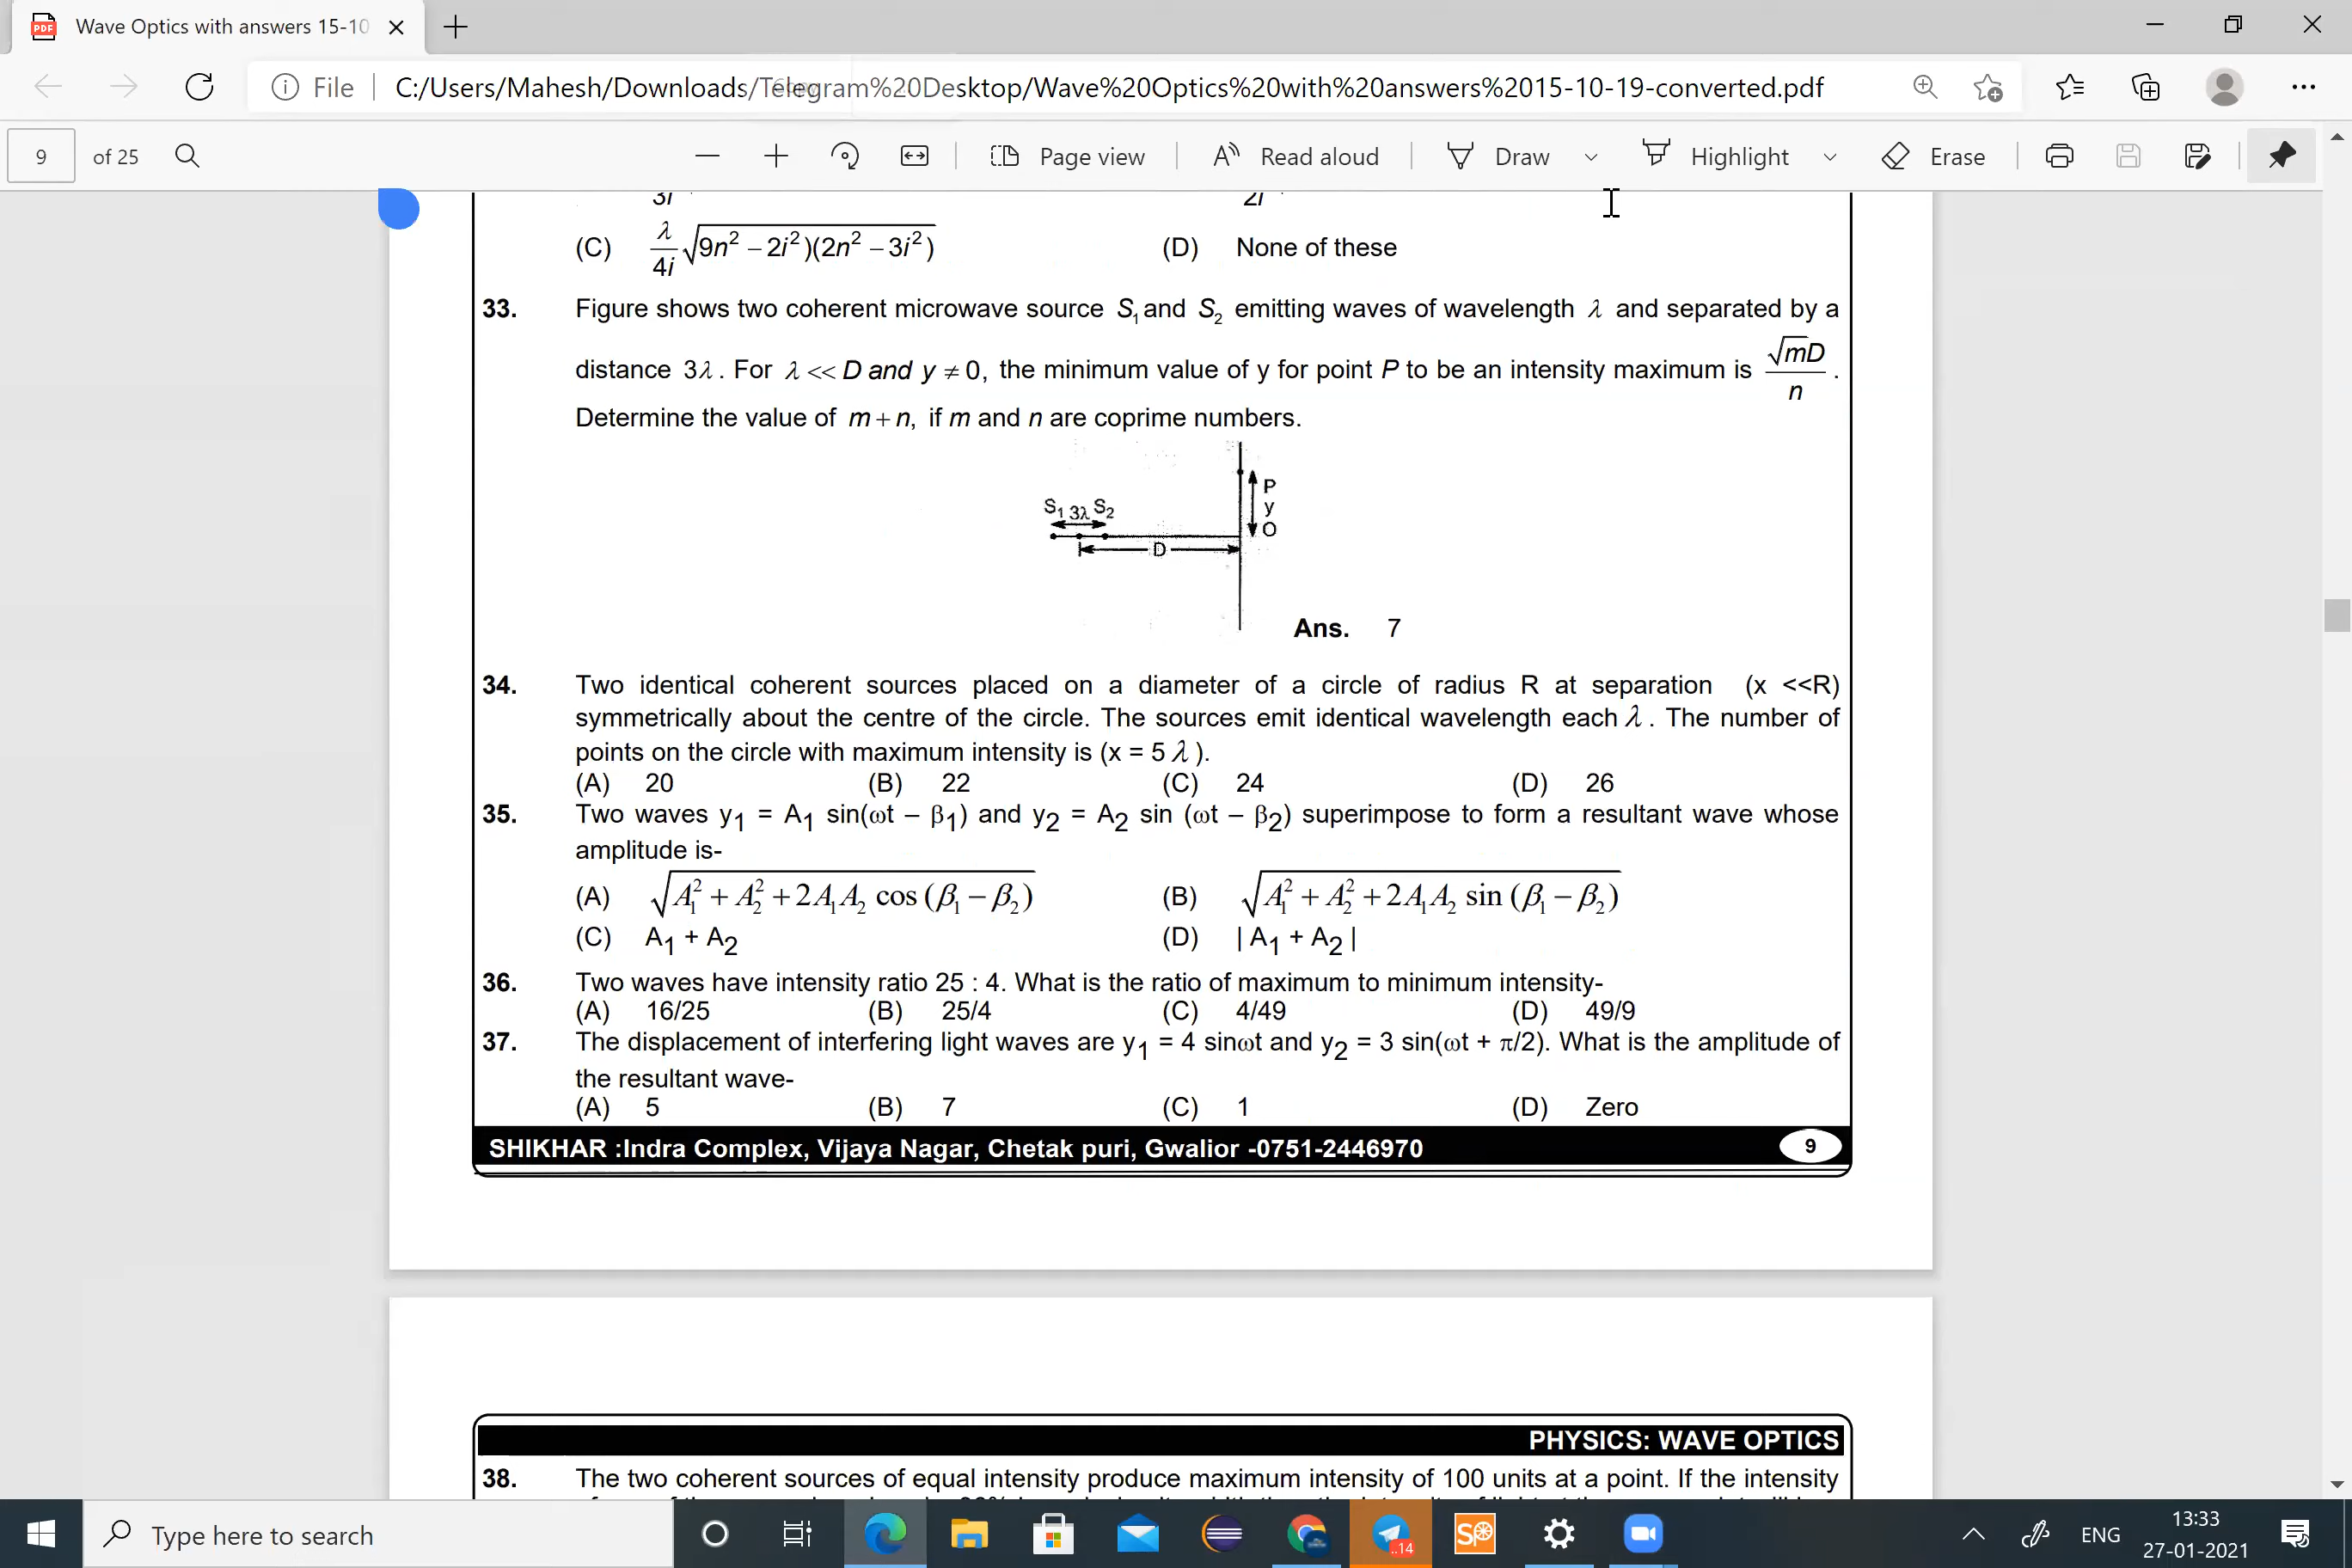 Wave Optics with answers 15-10
File
C:/Users/Mahesh/Downloads/Telegram%20Desktop/Wave%20Optics%20with%20answers%2015-10-19-converted.pdf
9 of 25 Page view Read aloud Draw Highlight Erase
3i 2i
(C) λ/4i √(9n² – 2i²)(2n² – 3i²) (D) None of these
33. Figure shows two coherent microwave source S₁ and S₂ emitting waves of wavelength λ and separated by a
distance 3λ. For λ << D and y ≠ 0, the minimum value of y for point P to be an intensity maximum is √mD/n.
Determine the value of m+n, if m and n are coprime numbers.
S₁ 3λ S₂
P
y
O
D
Ans. 7
34. Two identical coherent sources placed on a diameter of a circle of radius R at separation (x <<R)
symmetrically about the centre of the circle. The sources emit identical wavelength each λ. The number of
points on the circle with maximum intensity is (x = 5 λ).
(A) 20 (B) 22 (C) 24 (D) 26
35. Two waves y₁ = A₁ sin(ωt – β₁) and y₂ = A₂ sin (ωt – β₂) superimpose to form a resultant wave whose
amplitude is-
(A) √A₁² + A₂² + 2A₁A₂ cos (β₁ – β₂) (B) √A₁² + A₂² + 2A₁A₂ sin (β₁ – β₂)
(C) A₁ + A₂ (D) | A₁ + A₂ |
36. Two waves have intensity ratio 25 : 4. What is the ratio of maximum to minimum intensity-
(A) 16/25 (B) 25/4 (C) 4/49 (D) 49/9
37. The displacement of interfering light waves are y₁ = 4 sinωt and y₂ = 3 sin(ωt + π/2). What is the amplitude of
the resultant wave-
(A) 5 (B) 7 (C) 1 (D) Zero
SHIKHAR :Indra Complex, Vijaya Nagar, Chetak puri, Gwalior -0751-2446970 9
PHYSICS: WAVE OPTICS
38. The two coherent sources of equal intensity produce maximum intensity of 100 units at a point. If the intensity
Type here to search
..14
SP
ENG
13:33
27-01-2021